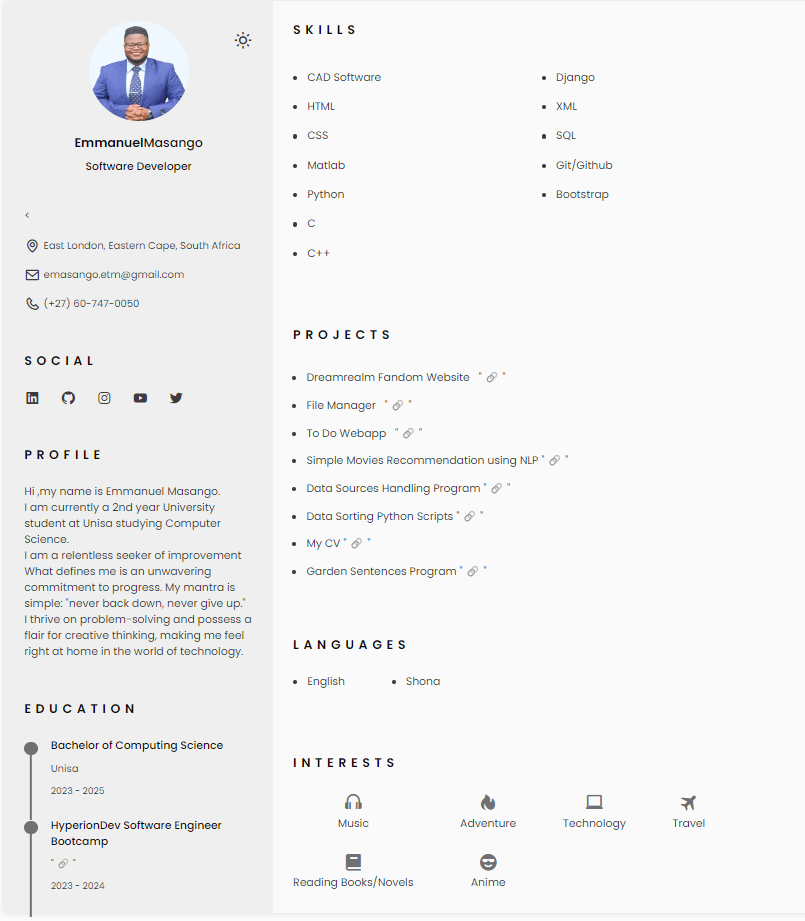 EmmanuelMasango
Software Developer
<
East London, Eastern Cape, South Africa
emasango.etm@gmail.com
(+27) 60-747-0050
SOCIAL
PROFILE
Hi ,my name is Emmanuel Masango.
I am currently a 2nd year University
student at Unisa studying Computer
Science.
I am a relentless seeker of improvement
What defines me is an unwavering
commitment to progress. My mantra is
simple: "never back down, never give up."
I thrive on problem-solving and possess a
flair for creative thinking, making me feel
right at home in the world of technology.
EDUCATION
Bachelor of Computing Science
Unisa
2023 - 2025
HyperionDev Software Engineer
Bootcamp
" 🔗 "
2023 - 2024
SKILLS
• CAD Software
• HTML
• CSS
• Matlab
• Python
• C
• C++
• Django
• XML
• SQL
• Git/Github
• Bootstrap
PROJECTS
• Dreamrealm Fandom Website " 🔗 "
• File Manager " 🔗 "
• To Do Webapp " 🔗 "
• Simple Movies Recommendation using NLP " 🔗 "
• Data Sources Handling Program " 🔗 "
• Data Sorting Python Scripts " 🔗 "
• My CV " 🔗 "
• Garden Sentences Program " 🔗 "
LANGUAGES
• English
• Shona
INTERESTS
Music
Adventure
Technology
Travel
Reading Books/Novels
Anime